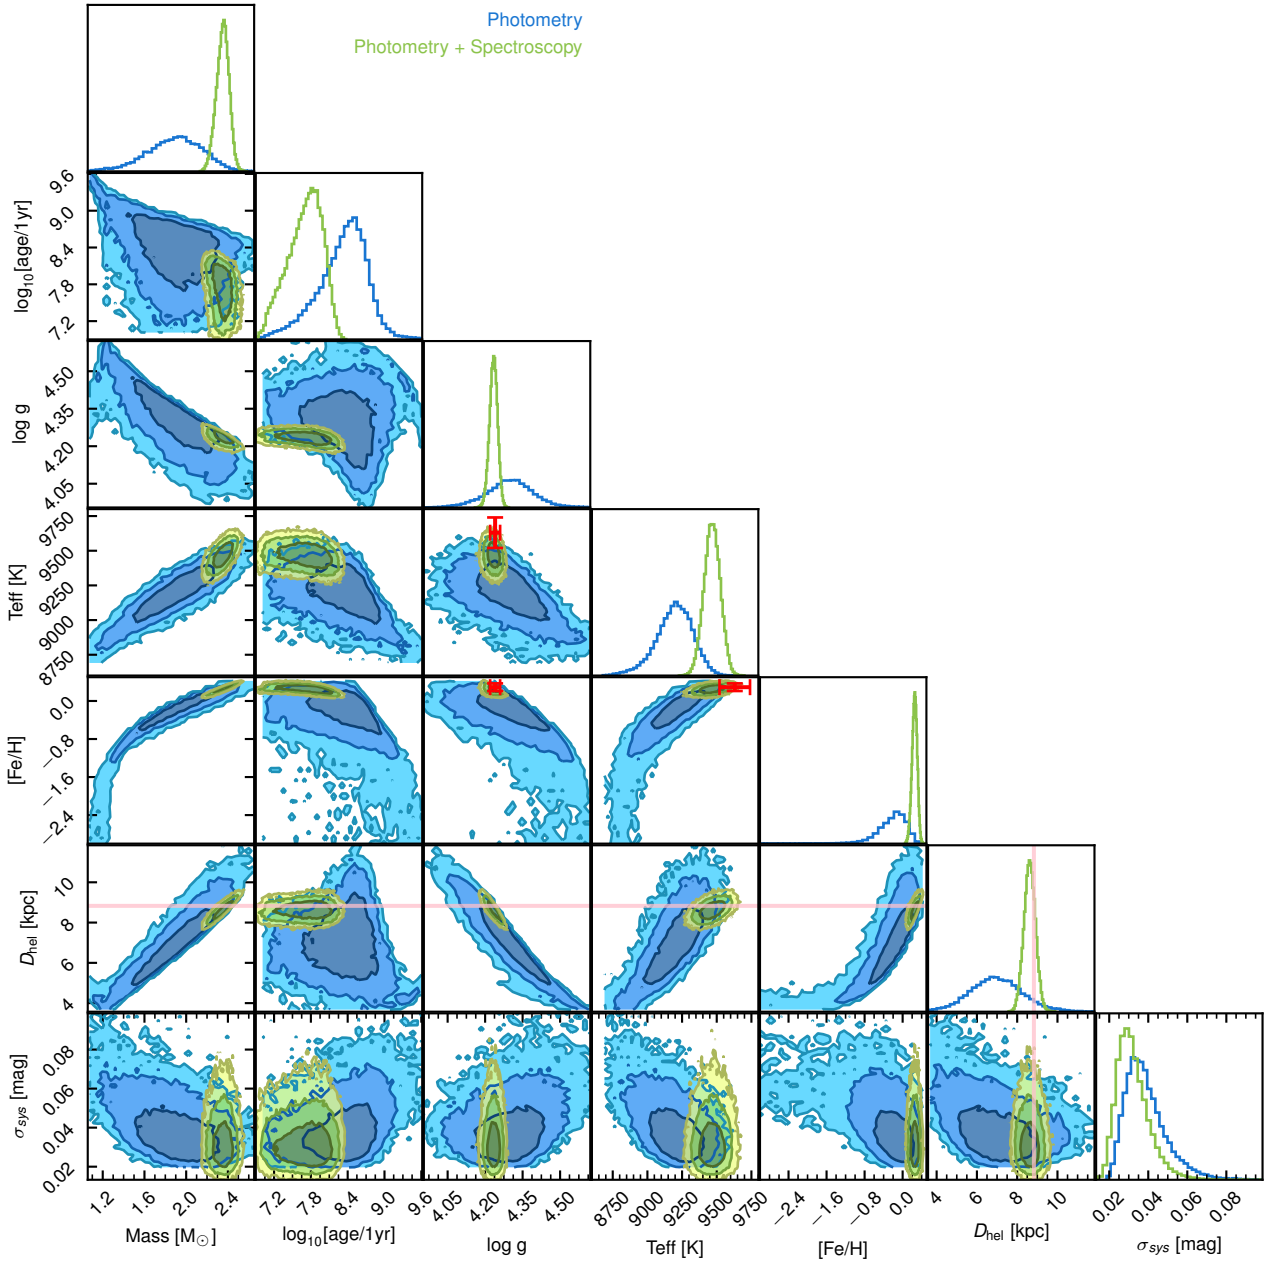 Photometry
Photometry + Spectroscopy
9.6
9.0
8.4
7.8
7.2
log₁₀[age/1yr]
4.50
4.35
4.20
4.05
log g
9750
9500
9250
9000
8750
Teff [K]
0.0
−0.8
−1.6
−2.4
[Fe/H]
10
8
6
4
D_hel [kpc]
0.08
0.06
0.04
0.02
σ_sys [mag]
1.2 1.6 2.0 2.4
Mass [M☉]
7.2 7.8 8.4 9.0 9.6
log₁₀[age/1yr]
4.05 4.20 4.35 4.50
log g
8750 9000 9250 9500 9750
Teff [K]
−2.4 −1.6 −0.8 0.0
[Fe/H]
4 6 8 10
D_hel [kpc]
0.02 0.04 0.06 0.08
σ_sys [mag]